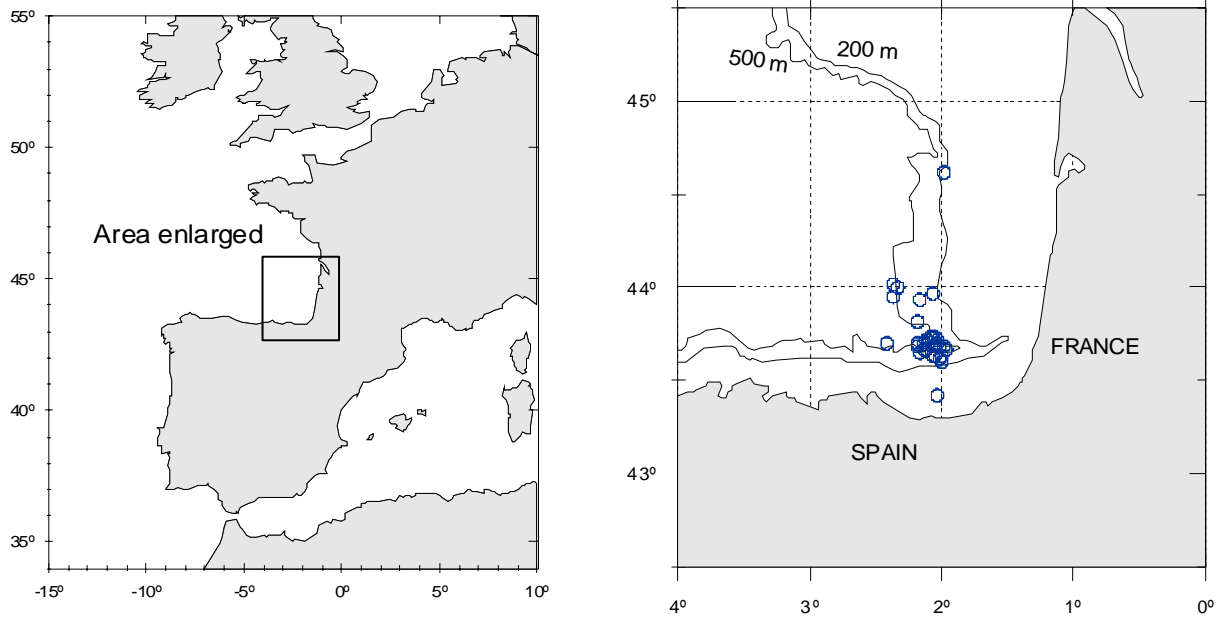 55º
50º
Area enlarged
45º
40º
35º
-15º -10º -5º 0º 5º 10º
200 m
500 m
45º
44º
FRANCE
SPAIN
43º
4º 3º 2º 1º 0º